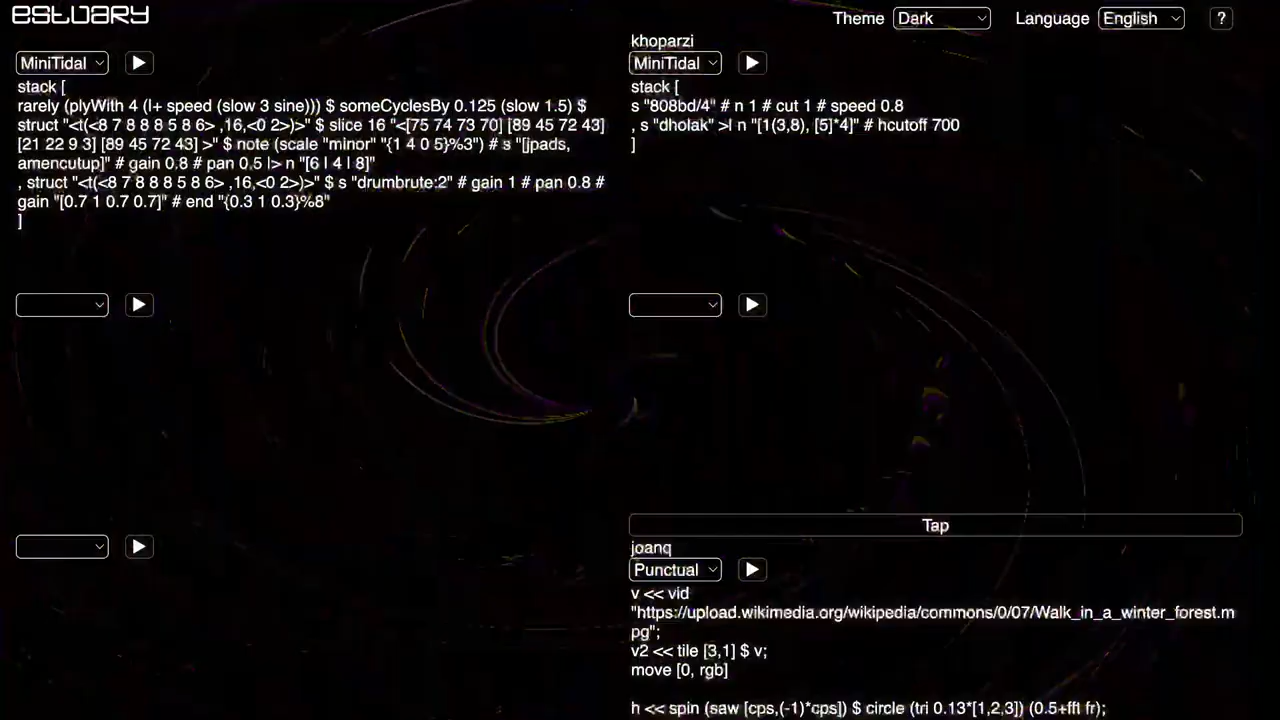 estuary
Theme Dark Language English ?
MiniTidal
stack [
rarely (plyWith 4 (|+ speed (slow 3 sine))) $ someCyclesBy 0.125 (slow 1.5) $
struct "<t(<8 7 8 8 8 5 8 6> ,16,<0 2>)>" $ slice 16 "<[75 74 73 70] [89 45 72 43]
[21 22 9 3] [89 45 72 43] >" $ note (scale "minor" "{1 4 0 5}%3") # s "[jpads,
amencutup]" # gain 0.8 # pan 0.5 |> n "[6 | 4 | 8]"
, struct "<t(<8 7 8 8 8 5 8 6> ,16,<0 2>)>" $ s "drumbrute:2" # gain 1 # pan 0.8 #
gain "[0.7 1 0.7 0.7]" # end "{0.3 1 0.3}%8"
]
khoparzi
MiniTidal
stack [
s "808bd/4" # n 1 # cut 1 # speed 0.8
, s "dholak" >| n "[1(3,8), [5]*4]" # hcutoff 700
]
Tap
joanq
Punctual
v << vid
"https://upload.wikimedia.org/wikipedia/commons/0/07/Walk_in_a_winter_forest.m
pg";
v2 << tile [3,1] $ v;
move [0, rgb]
h << spin (saw [cps,(-1)*cps]) $ circle (tri 0.13*[1,2,3]) (0.5+fft fr);